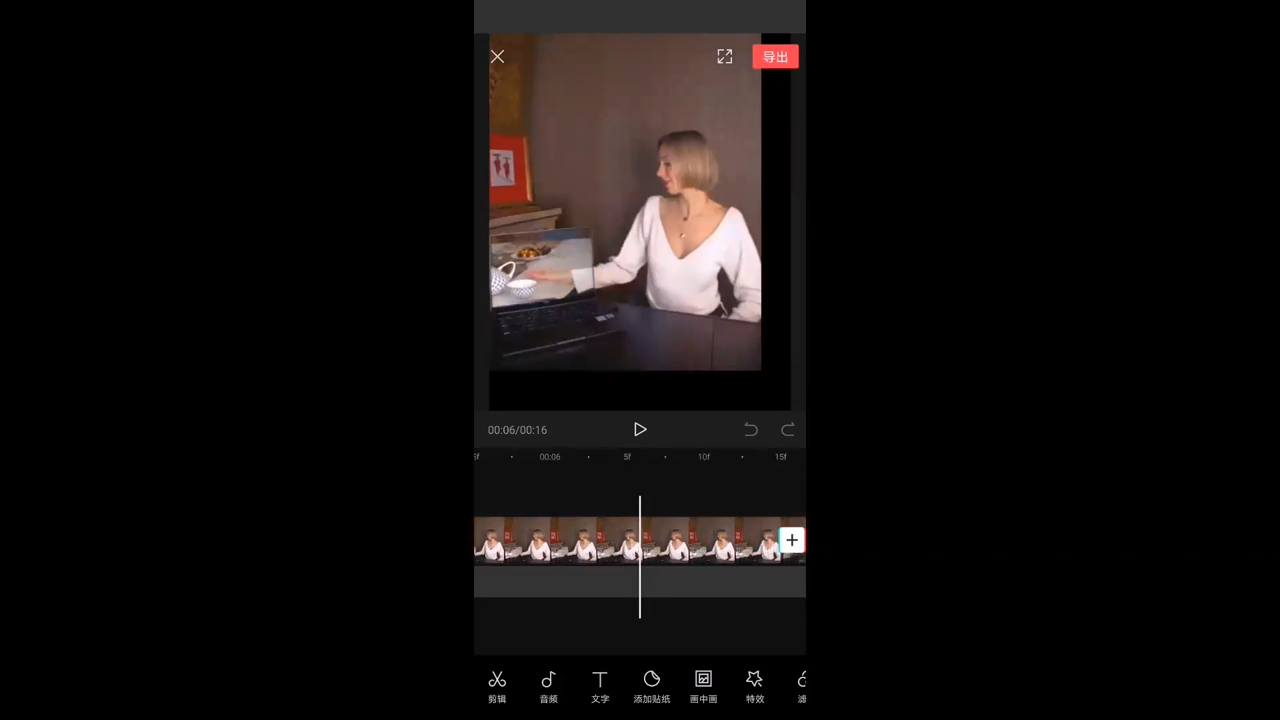 导出
00:06/00:16
5f
00:06
5f
10f
15f
剪辑
音频
文字
添加贴纸
画中画
特效
滤